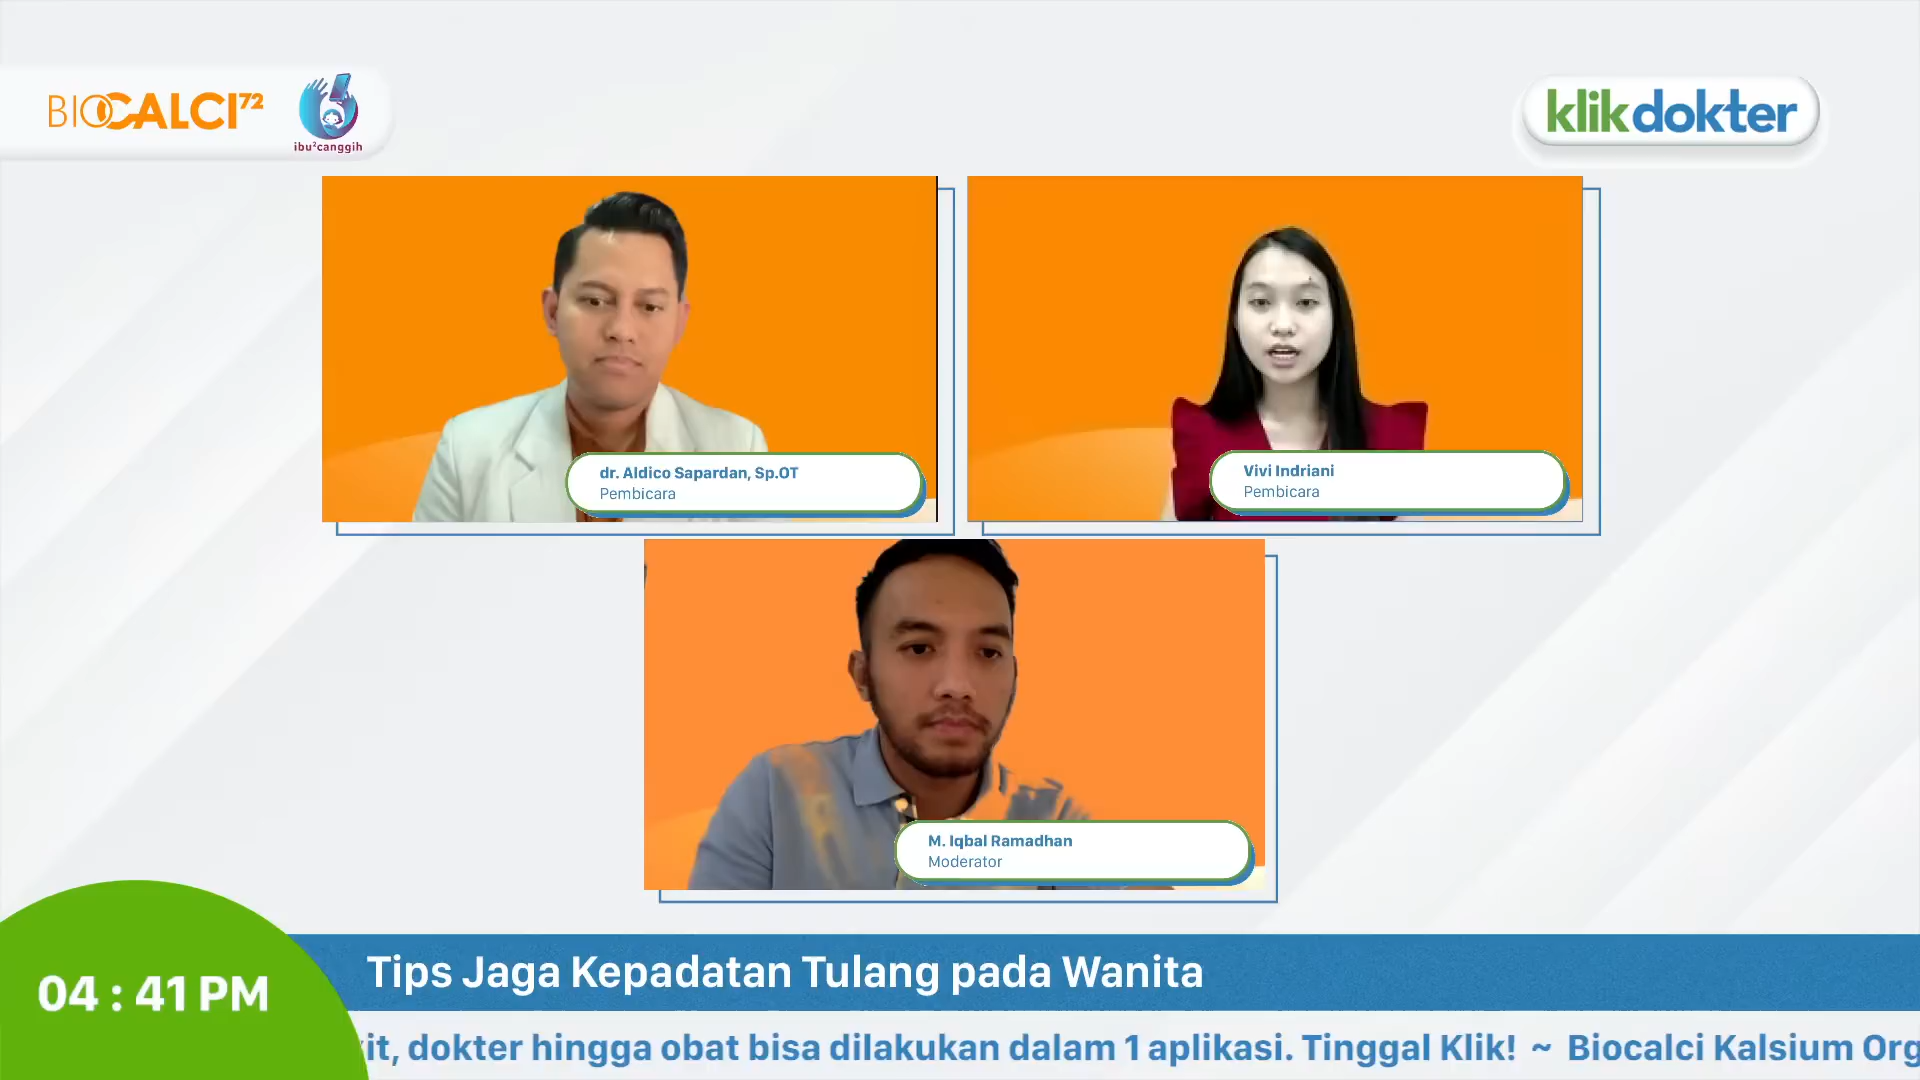 BIOCALCI72
ibu²canggih
klikdokter
dr. Aldico Sapardan, Sp.OT
Pembicara
Vivi Indriani
Pembicara
M. Iqbal Ramadhan
Moderator
04 : 41 PM
Tips Jaga Kepadatan Tulang pada Wanita
it, dokter hingga obat bisa dilakukan dalam 1 aplikasi. Tinggal Klik! ~ Biocalci Kalsium Org